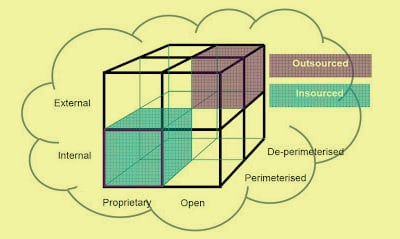 Outsourced
Insourced
External
Internal
De-perimeterised
Perimeterised
Proprietary
Open